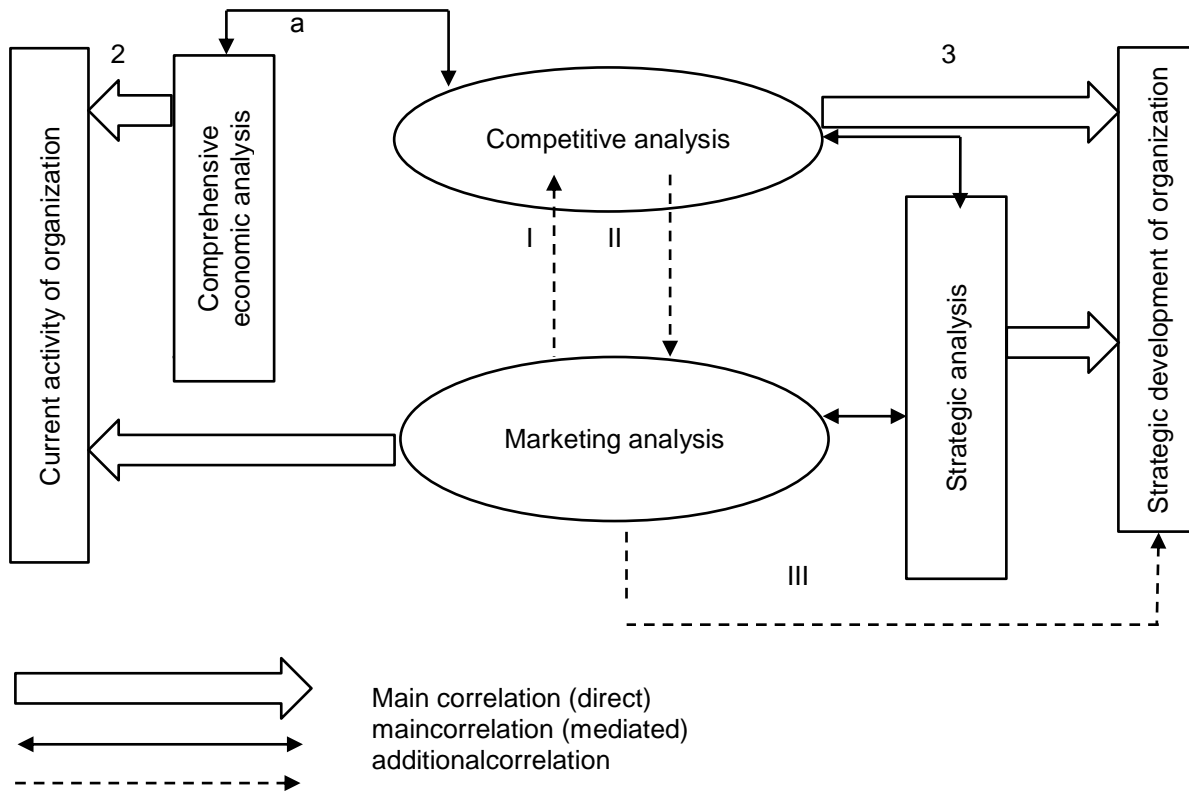 a
2
3
Current activity of organization
Comprehensive
economic analysis
Competitive analysis
Strategic development of organization
I
II
Strategic analysis
Marketing analysis
III
Main correlation (direct)
maincorrelation (mediated)
additionalcorrelation